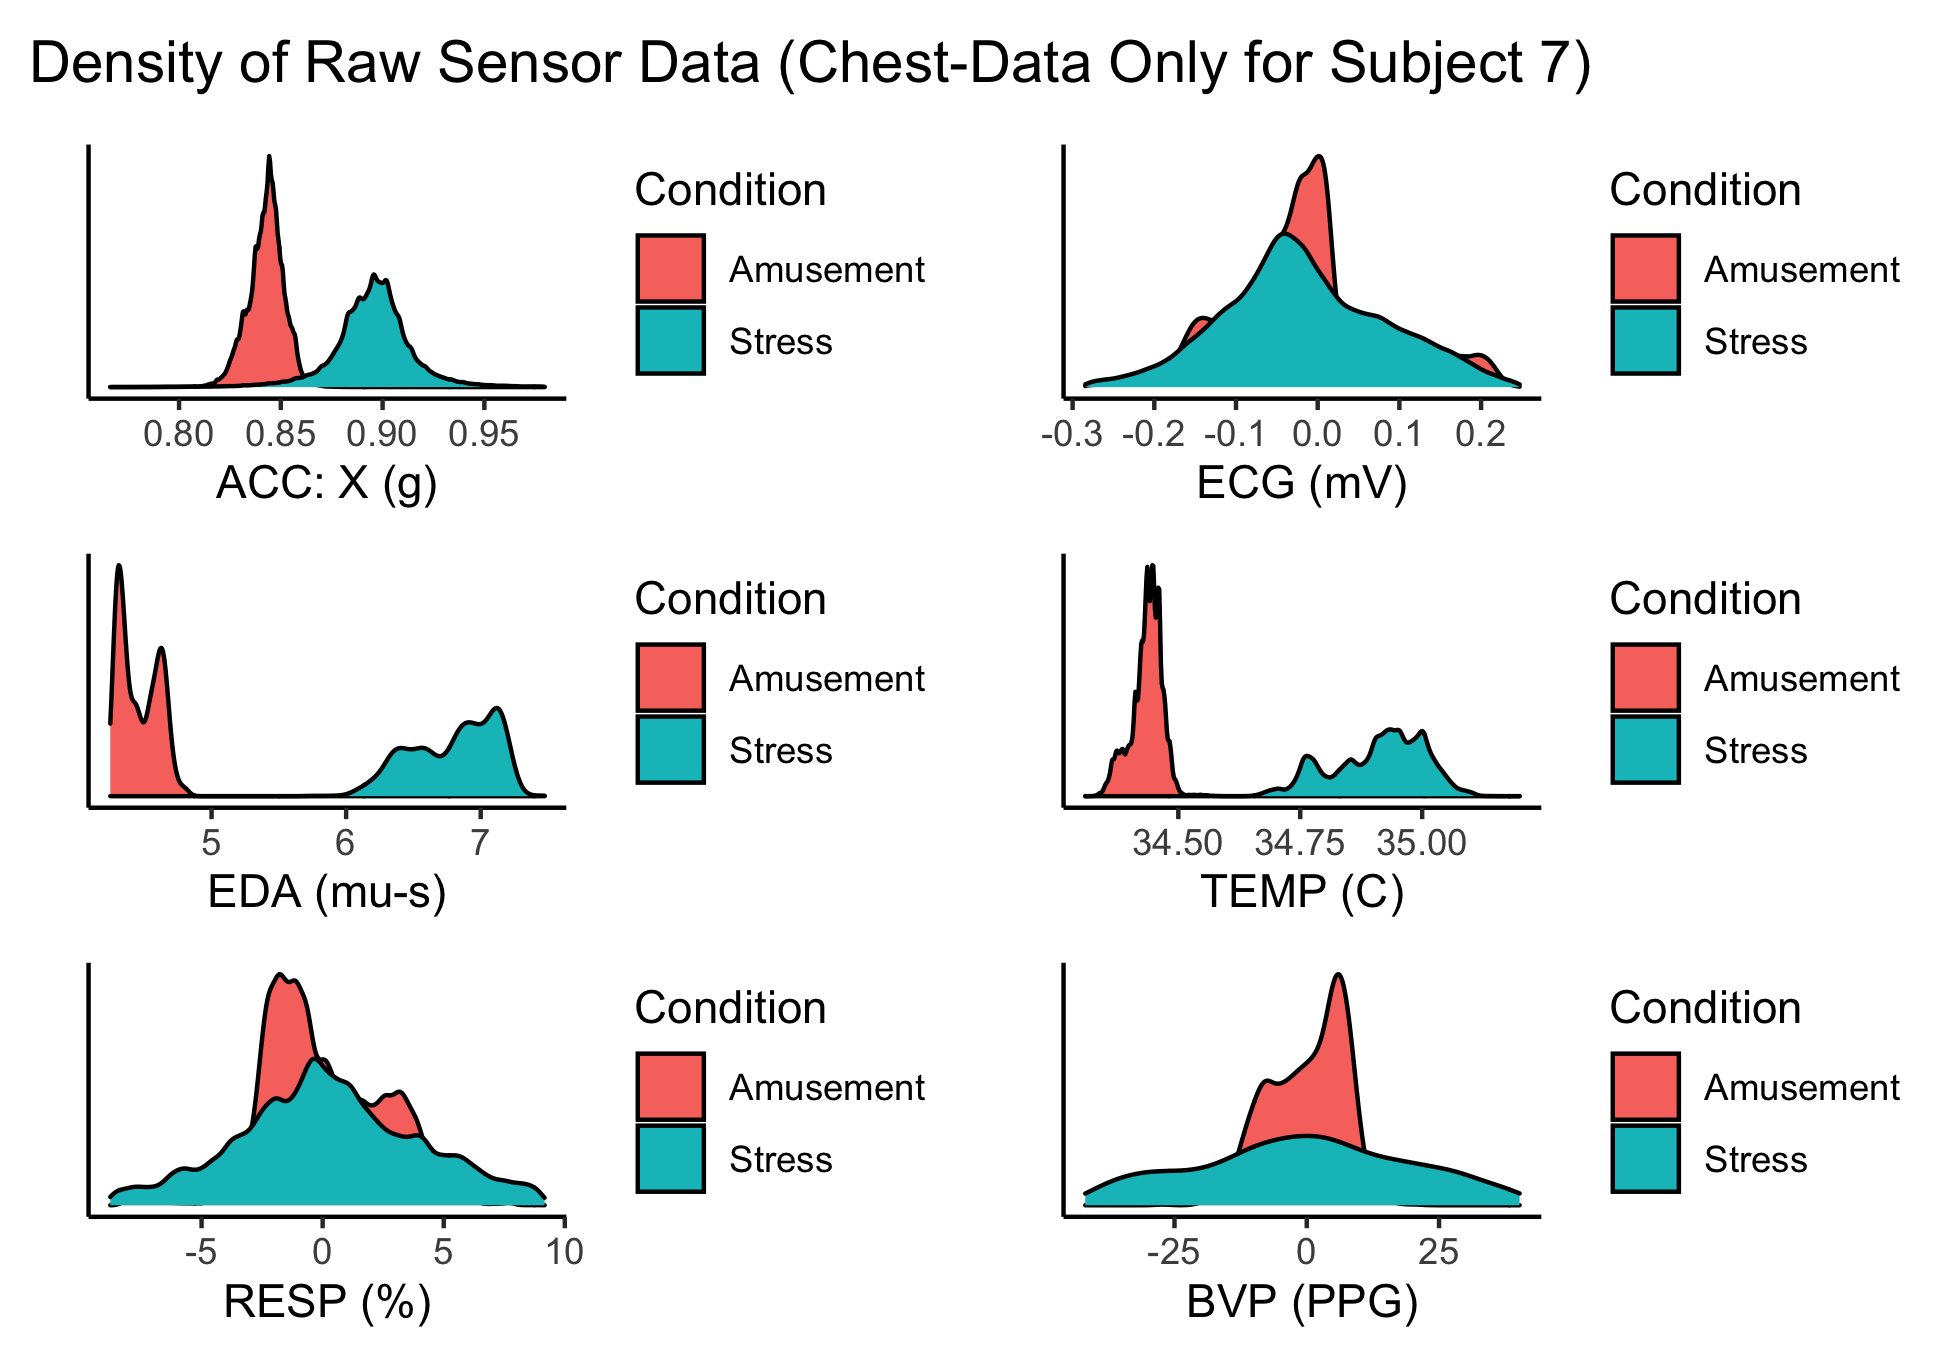 Density of Raw Sensor Data (Chest-Data Only for Subject 7)
Condition
Amusement
Stress
0.80 0.85 0.90 0.95
ACC: X (g)
Condition
Amusement
Stress
-0.3 -0.2 -0.1 0.0 0.1 0.2
ECG (mV)
Condition
Amusement
Stress
5 6 7
EDA (mu-s)
Condition
Amusement
Stress
34.50 34.75 35.00
TEMP (C)
Condition
Amusement
Stress
-5 0 5 10
RESP (%)
Condition
Amusement
Stress
-25 0 25
BVP (PPG)